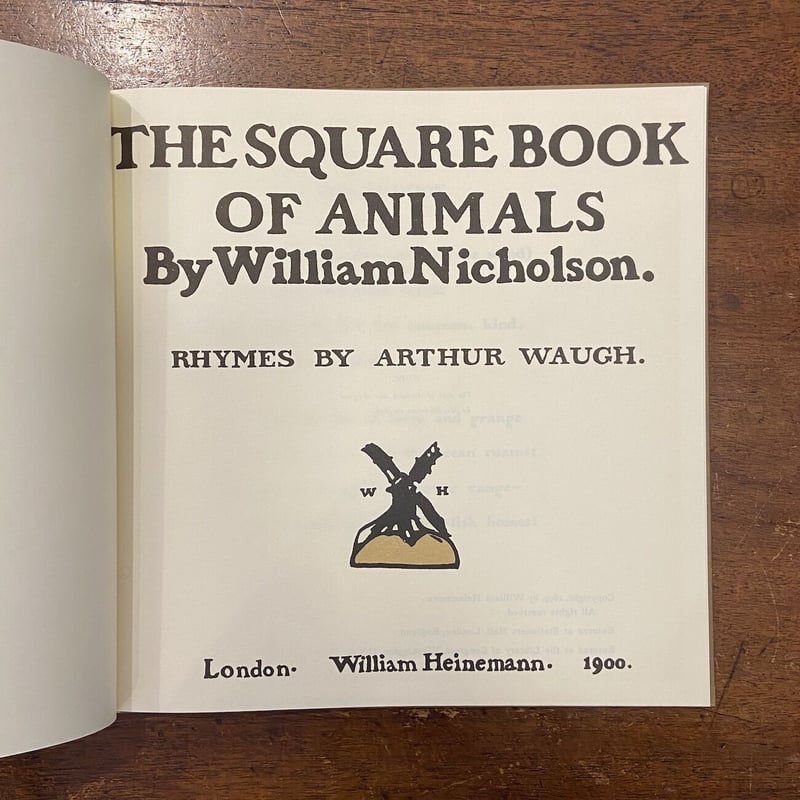 THE SQUARE BOOK
OF ANIMALS
By William Nicholson.
RHYMES BY ARTHUR WAUGH.
W H
London. William Heinemann. 1900.